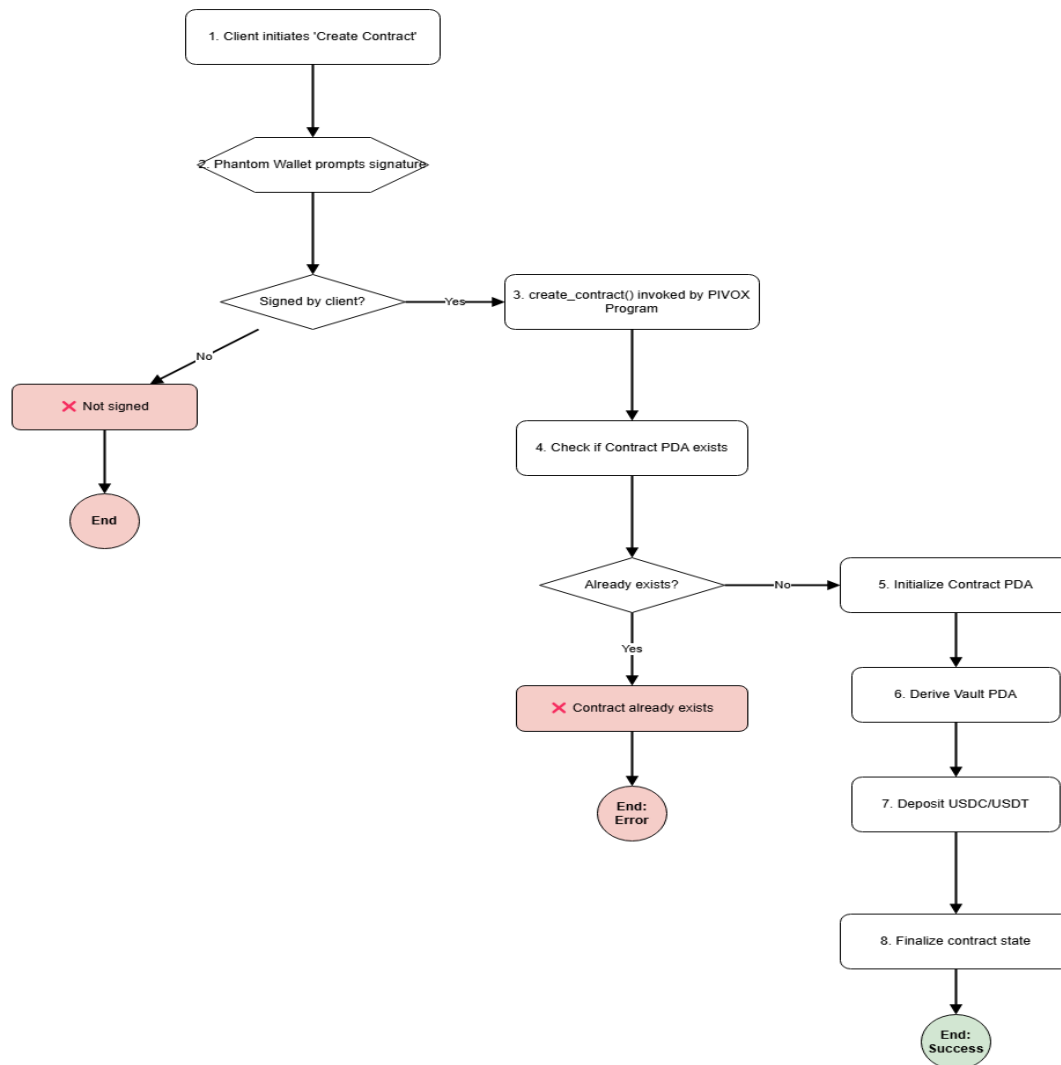 1. Client initiates 'Create Contract'
2. Phantom Wallet prompts signature
Signed by client?
Yes
3. create_contract() invoked by PIVOX
Program
No
❌ Not signed
4. Check if Contract PDA exists
End
Already exists?
No
5. Initialize Contract PDA
Yes
6. Derive Vault PDA
❌ Contract already exists
7. Deposit USDC/USDT
End:
Error
8. Finalize contract state
End:
Success